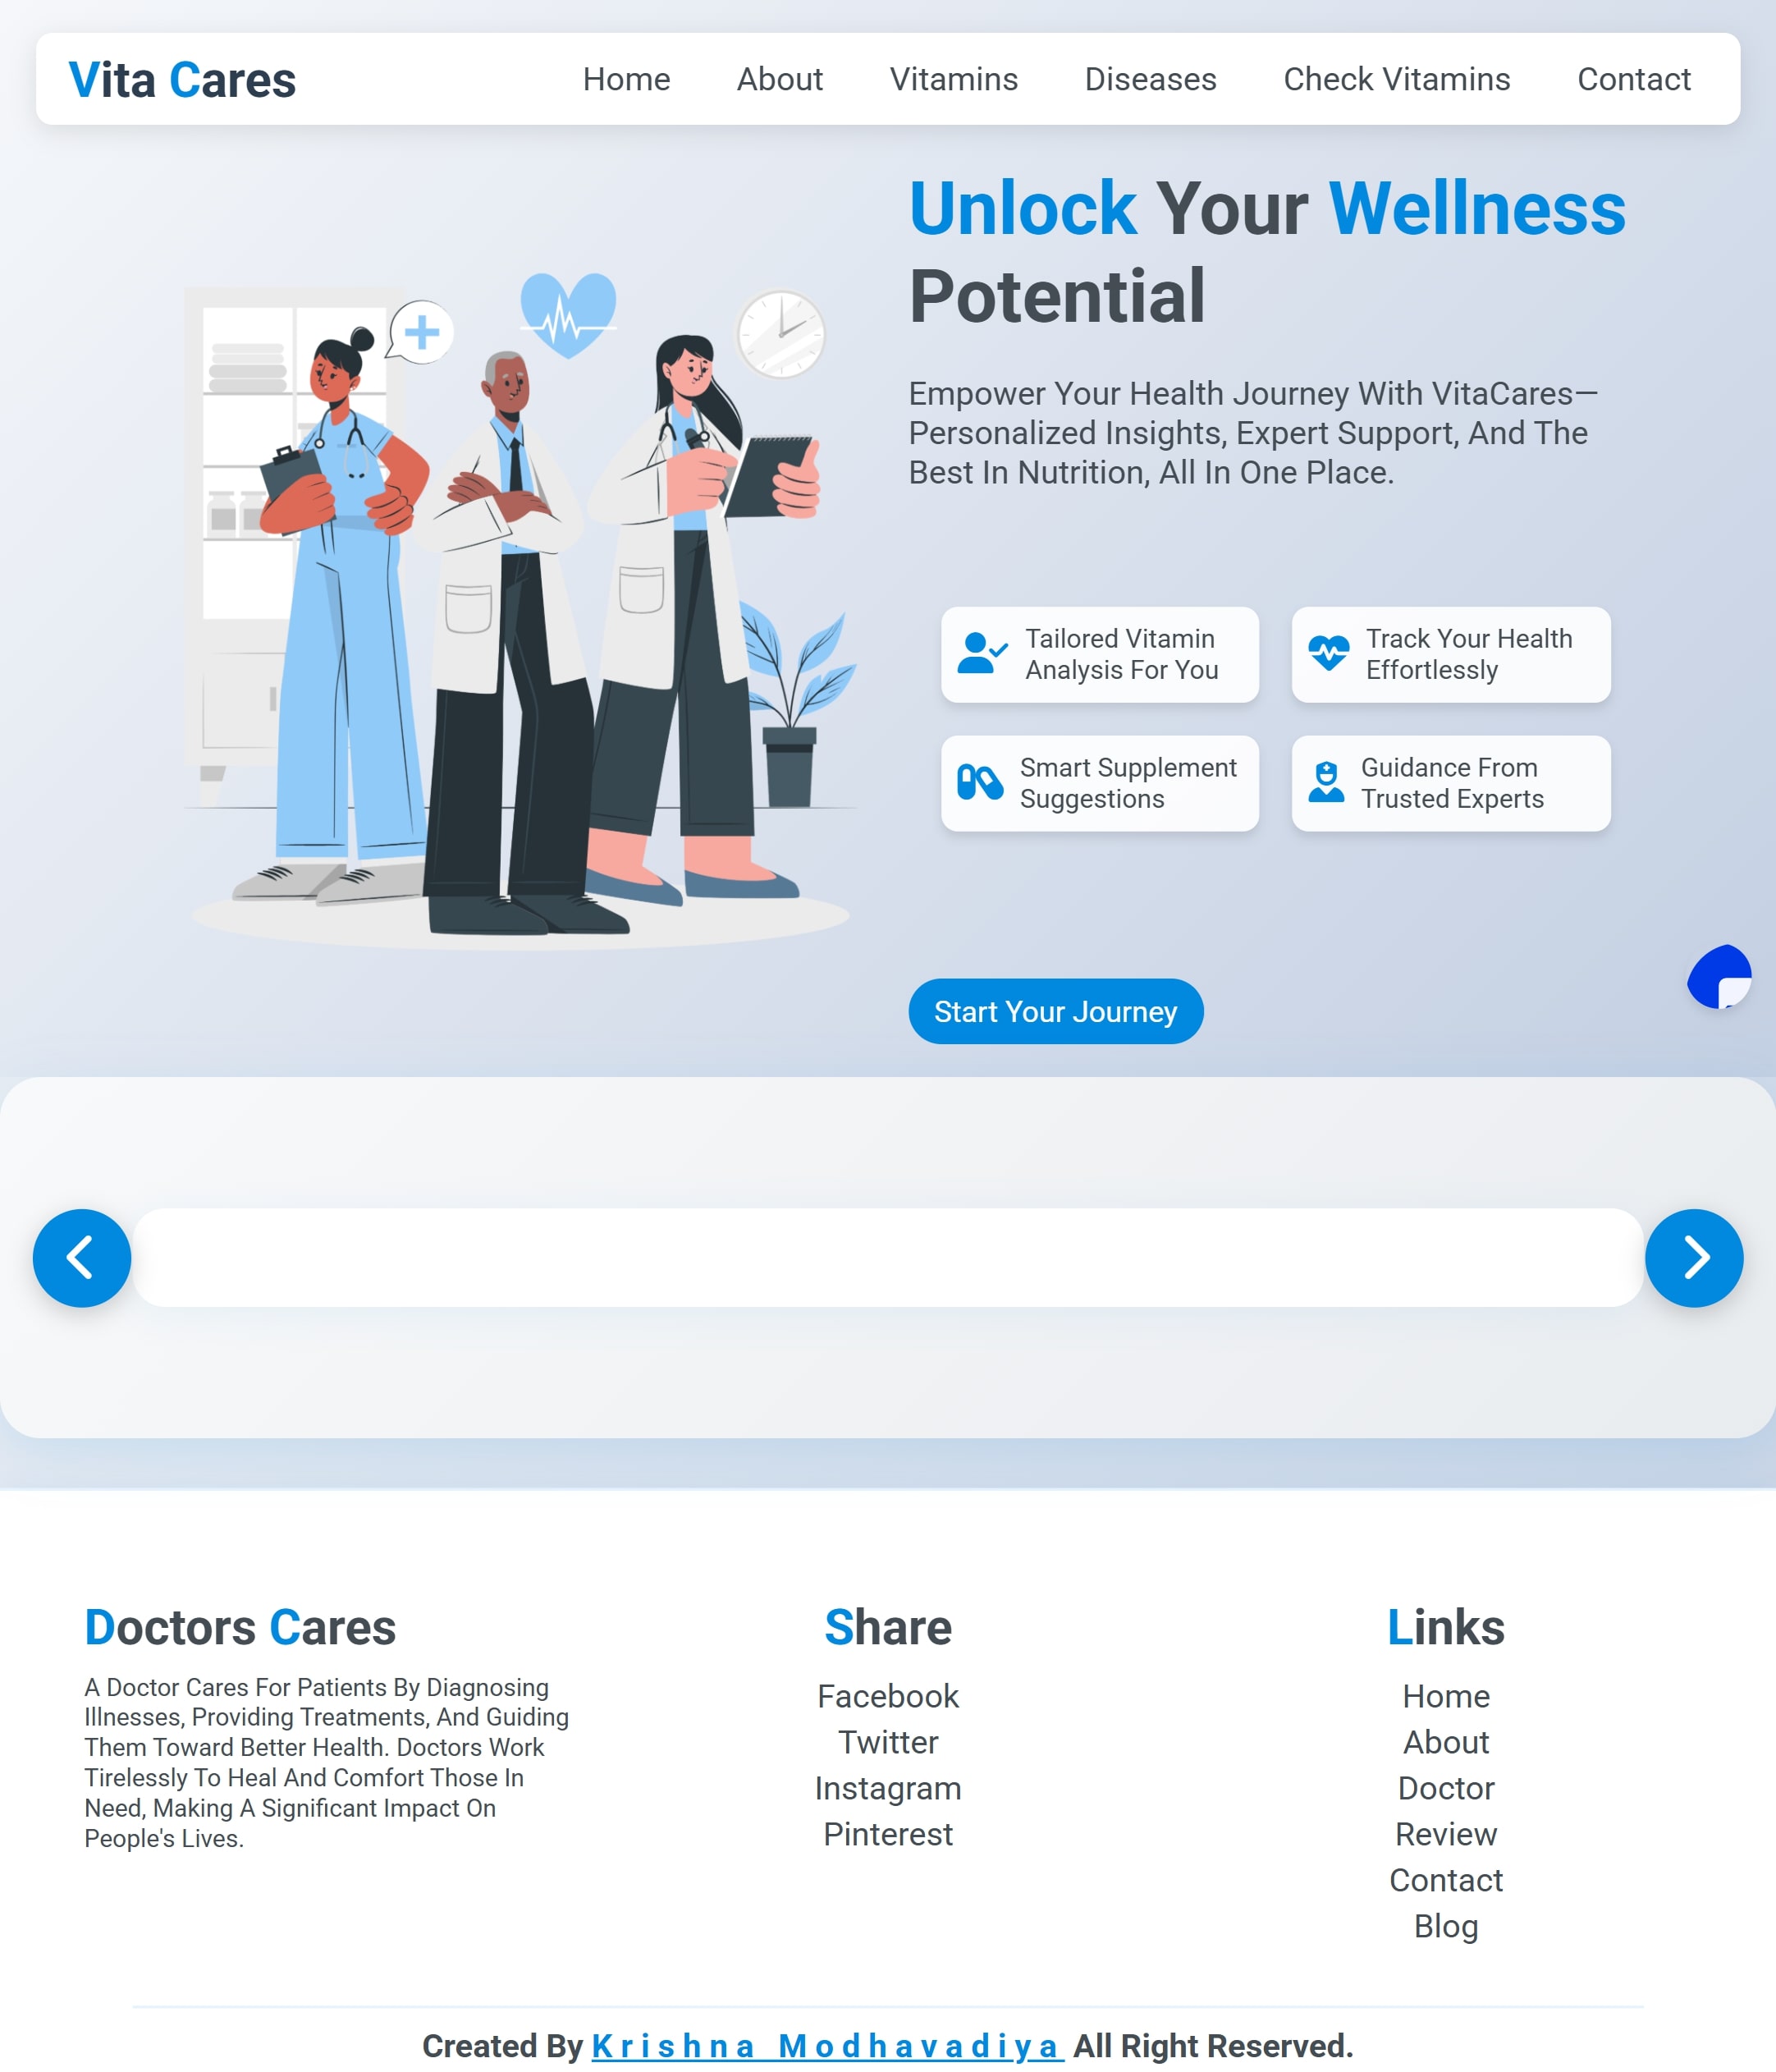 Vita Cares
Home About Vitamins Diseases Check Vitamins Contact
Unlock Your Wellness
Potential
Empower Your Health Journey With VitaCares—
Personalized Insights, Expert Support, And The
Best In Nutrition, All In One Place.
Tailored Vitamin
Analysis For You
Track Your Health
Effortlessly
Smart Supplement
Suggestions
Guidance From
Trusted Experts
Start Your Journey
Doctors Cares
A Doctor Cares For Patients By Diagnosing
Illnesses, Providing Treatments, And Guiding
Them Toward Better Health. Doctors Work
Tirelessly To Heal And Comfort Those In
Need, Making A Significant Impact On
People's Lives.
Share
Facebook
Twitter
Instagram
Pinterest
Links
Home
About
Doctor
Review
Contact
Blog
Created By Krishna Modhavadiya All Right Reserved.